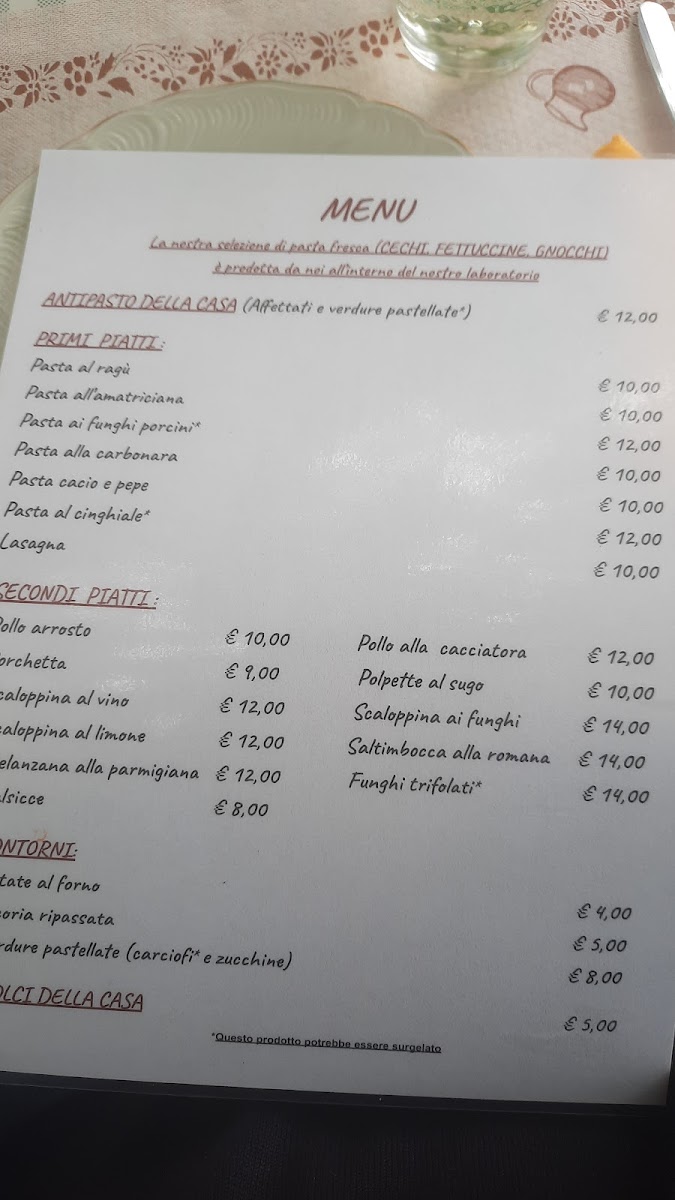 MENU
La nostra selezione di pasta fresca (CECHI, FETTUCCINE, GNOCCHI)
è prodotta da noi all'interno del nostro laboratorio
ANTIPASTO DELLA CASA (Affettati e verdure pastellate*) € 12,00
PRIMI PIATTI:
Pasta al ragù € 10,00
Pasta all'amatriciana € 10,00
Pasta ai funghi porcini* € 12,00
Pasta alla carbonara € 10,00
Pasta cacio e pepe € 10,00
Pasta al cinghiale* € 12,00
Lasagna € 10,00
SECONDI PIATTI:
ollo arrosto € 10,00
orchetta € 9,00
caloppina al vino € 12,00
aloppina al limone € 12,00
elanzana alla parmigiana € 12,00
lsicce € 8,00
Pollo alla cacciatora € 12,00
Polpette al sugo € 10,00
Scaloppina ai funghi € 14,00
Saltimbocca alla romana € 14,00
Funghi trifolati* € 14,00
ONTORNI:
tate al forno € 4,00
oria ripassata € 5,00
rdure pastellate (carciofi* e zucchine) € 8,00
OLCI DELLA CASA € 5,00
*Questo prodotto potrebbe essere surgelato